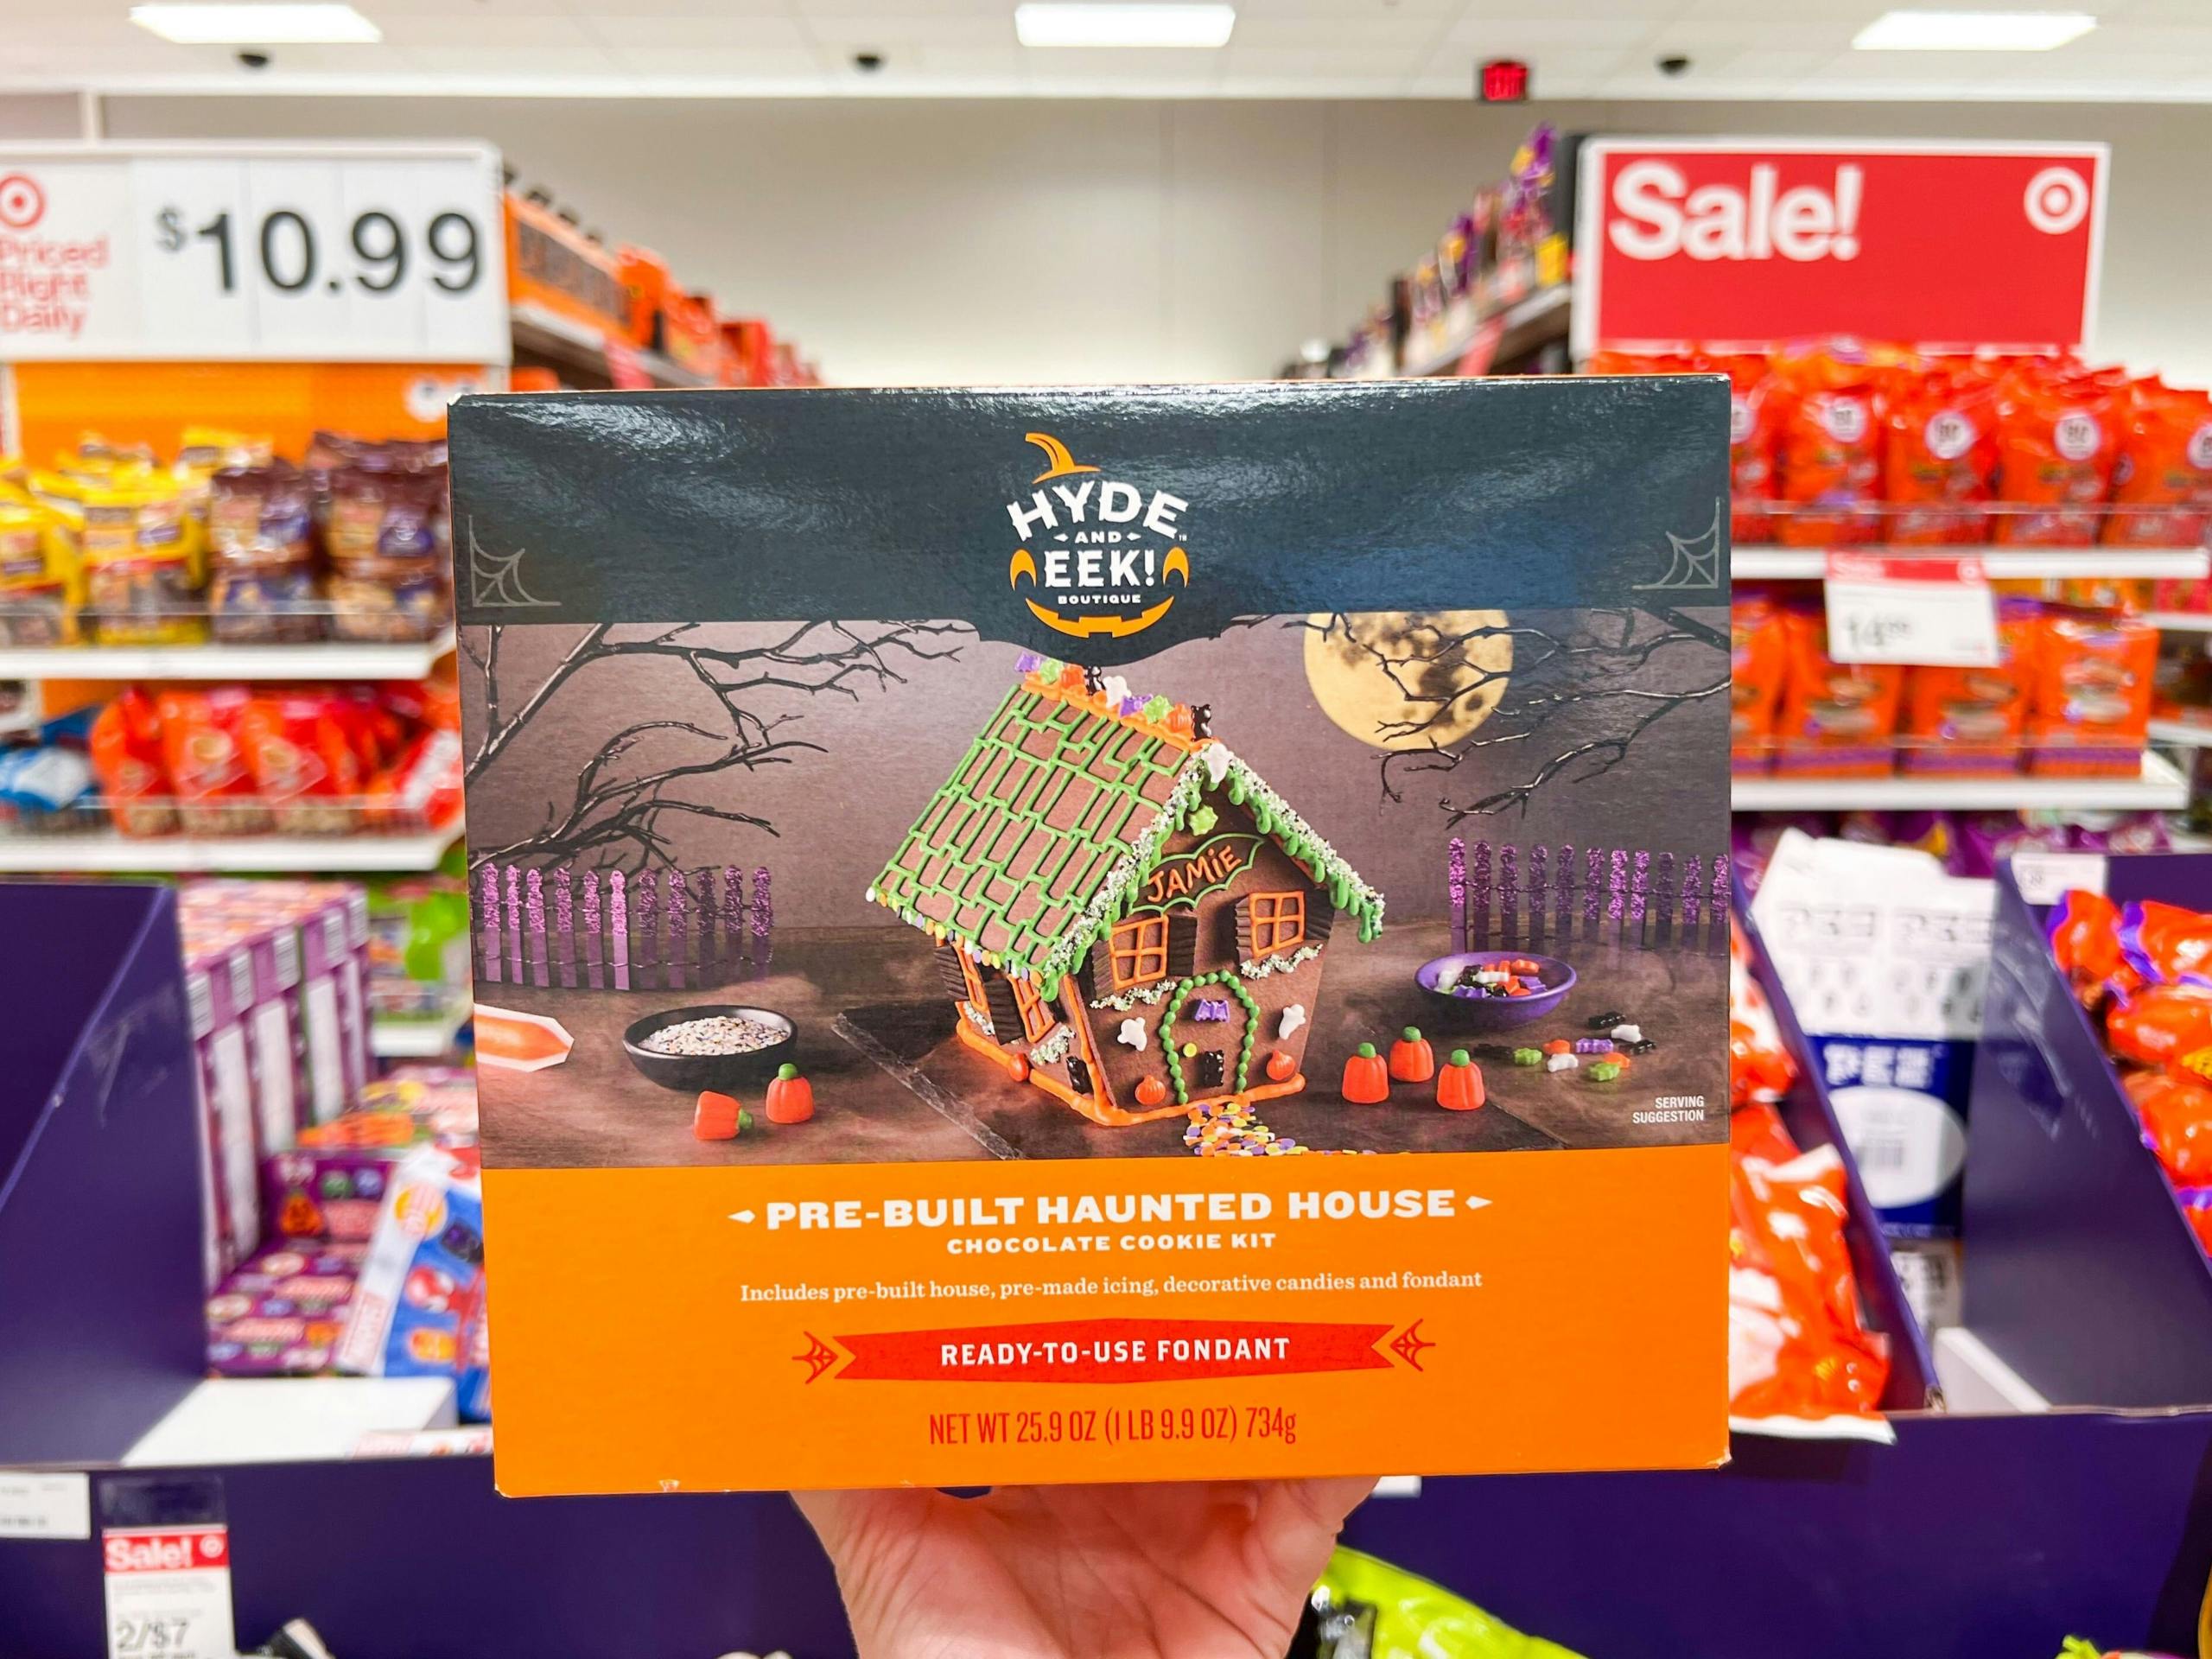 Priced
Right
Daily
$10.99
Sale!
HYDE
AND
EEK!
BOUTIQUE
JAMIE
SERVING
SUGGESTION
PRE-BUILT HAUNTED HOUSE
CHOCOLATE COOKIE KIT
Includes pre-built house, pre-made icing, decorative candies and fondant
READY-TO-USE FONDANT
NET WT 25.9 OZ (1 LB 9.9 OZ) 734g
PEZ
Sale!
2/$7